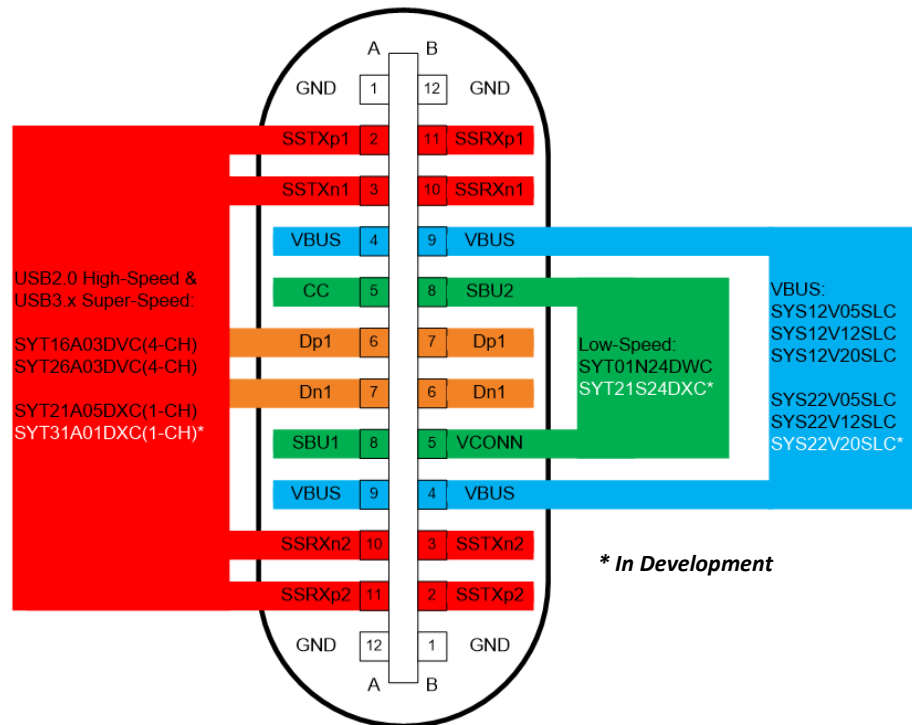 A B
GND 1 12 GND
SSTXp1 2 11 SSRXp1
SSTXn1 3 10 SSRXn1
VBUS 4 9 VBUS
CC 5 8 SBU2
Dp1 6 7 Dp1
Dn1 7 6 Dn1
SBU1 8 5 VCONN
VBUS 9 4 VBUS
SSRXn2 10 3 SSTXn2
SSRXp2 11 2 SSTXp2
GND 12 1 GND
A B
USB2.0 High-Speed &
USB3.x Super-Speed:
SYT16A03DVC(4-CH)
SYT26A03DVC(4-CH)
SYT21A05DXC(1-CH)
SYT31A01DXC(1-CH)*
Low-Speed:
SYT01N24DWC
SYT21S24DXC*
VBUS:
SYS12V05SLC
SYS12V12SLC
SYS12V20SLC
SYS22V05SLC
SYS22V12SLC
SYS22V20SLC*
* In Development